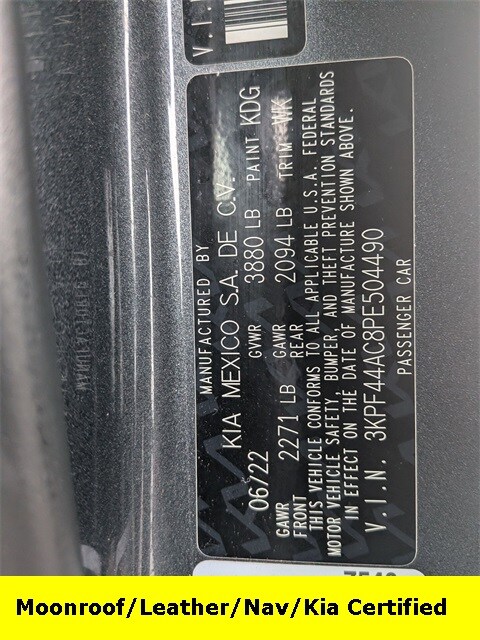 V.I.
MANUFACTURED BY
KIA MEXICO S.A. DE C.V.
06/22 GVWR 3880 LB PAINT KDG
GAWR FRONT 2271 LB GAWR REAR 2094 LB TRIM WK
THIS VEHICLE CONFORMS TO ALL APPLICABLE U.S.A. FEDERAL
MOTOR VEHICLE SAFETY, BUMPER, AND THEFT PREVENTION STANDARDS
IN EFFECT ON THE DATE OF MANUFACTURE SHOWN ABOVE.
V.I.N. 3KPF44AC8PE504490
PASSENGER CAR
Moonroof/Leather/Nav/Kia Certified